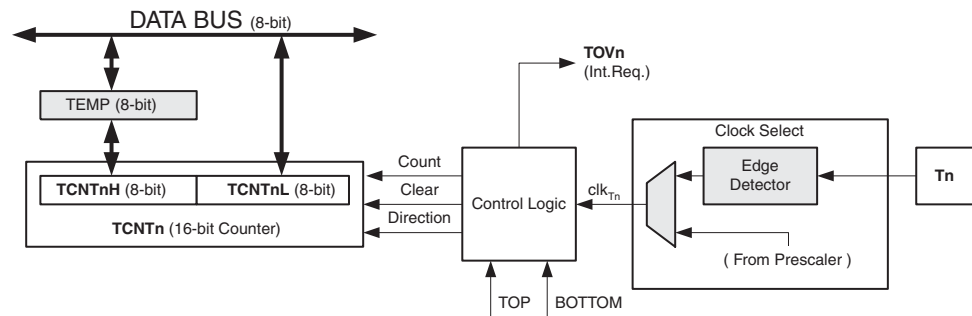 DATA BUS (8-bit)
TOVn
(Int.Req.)
TEMP (8-bit)
Clock Select
Count
Edge
Detector
Tn
TCNTnH (8-bit)
TCNTnL (8-bit)
Clear
Control Logic
clkTn
TCNTn (16-bit Counter)
Direction
( From Prescaler )
TOP
BOTTOM